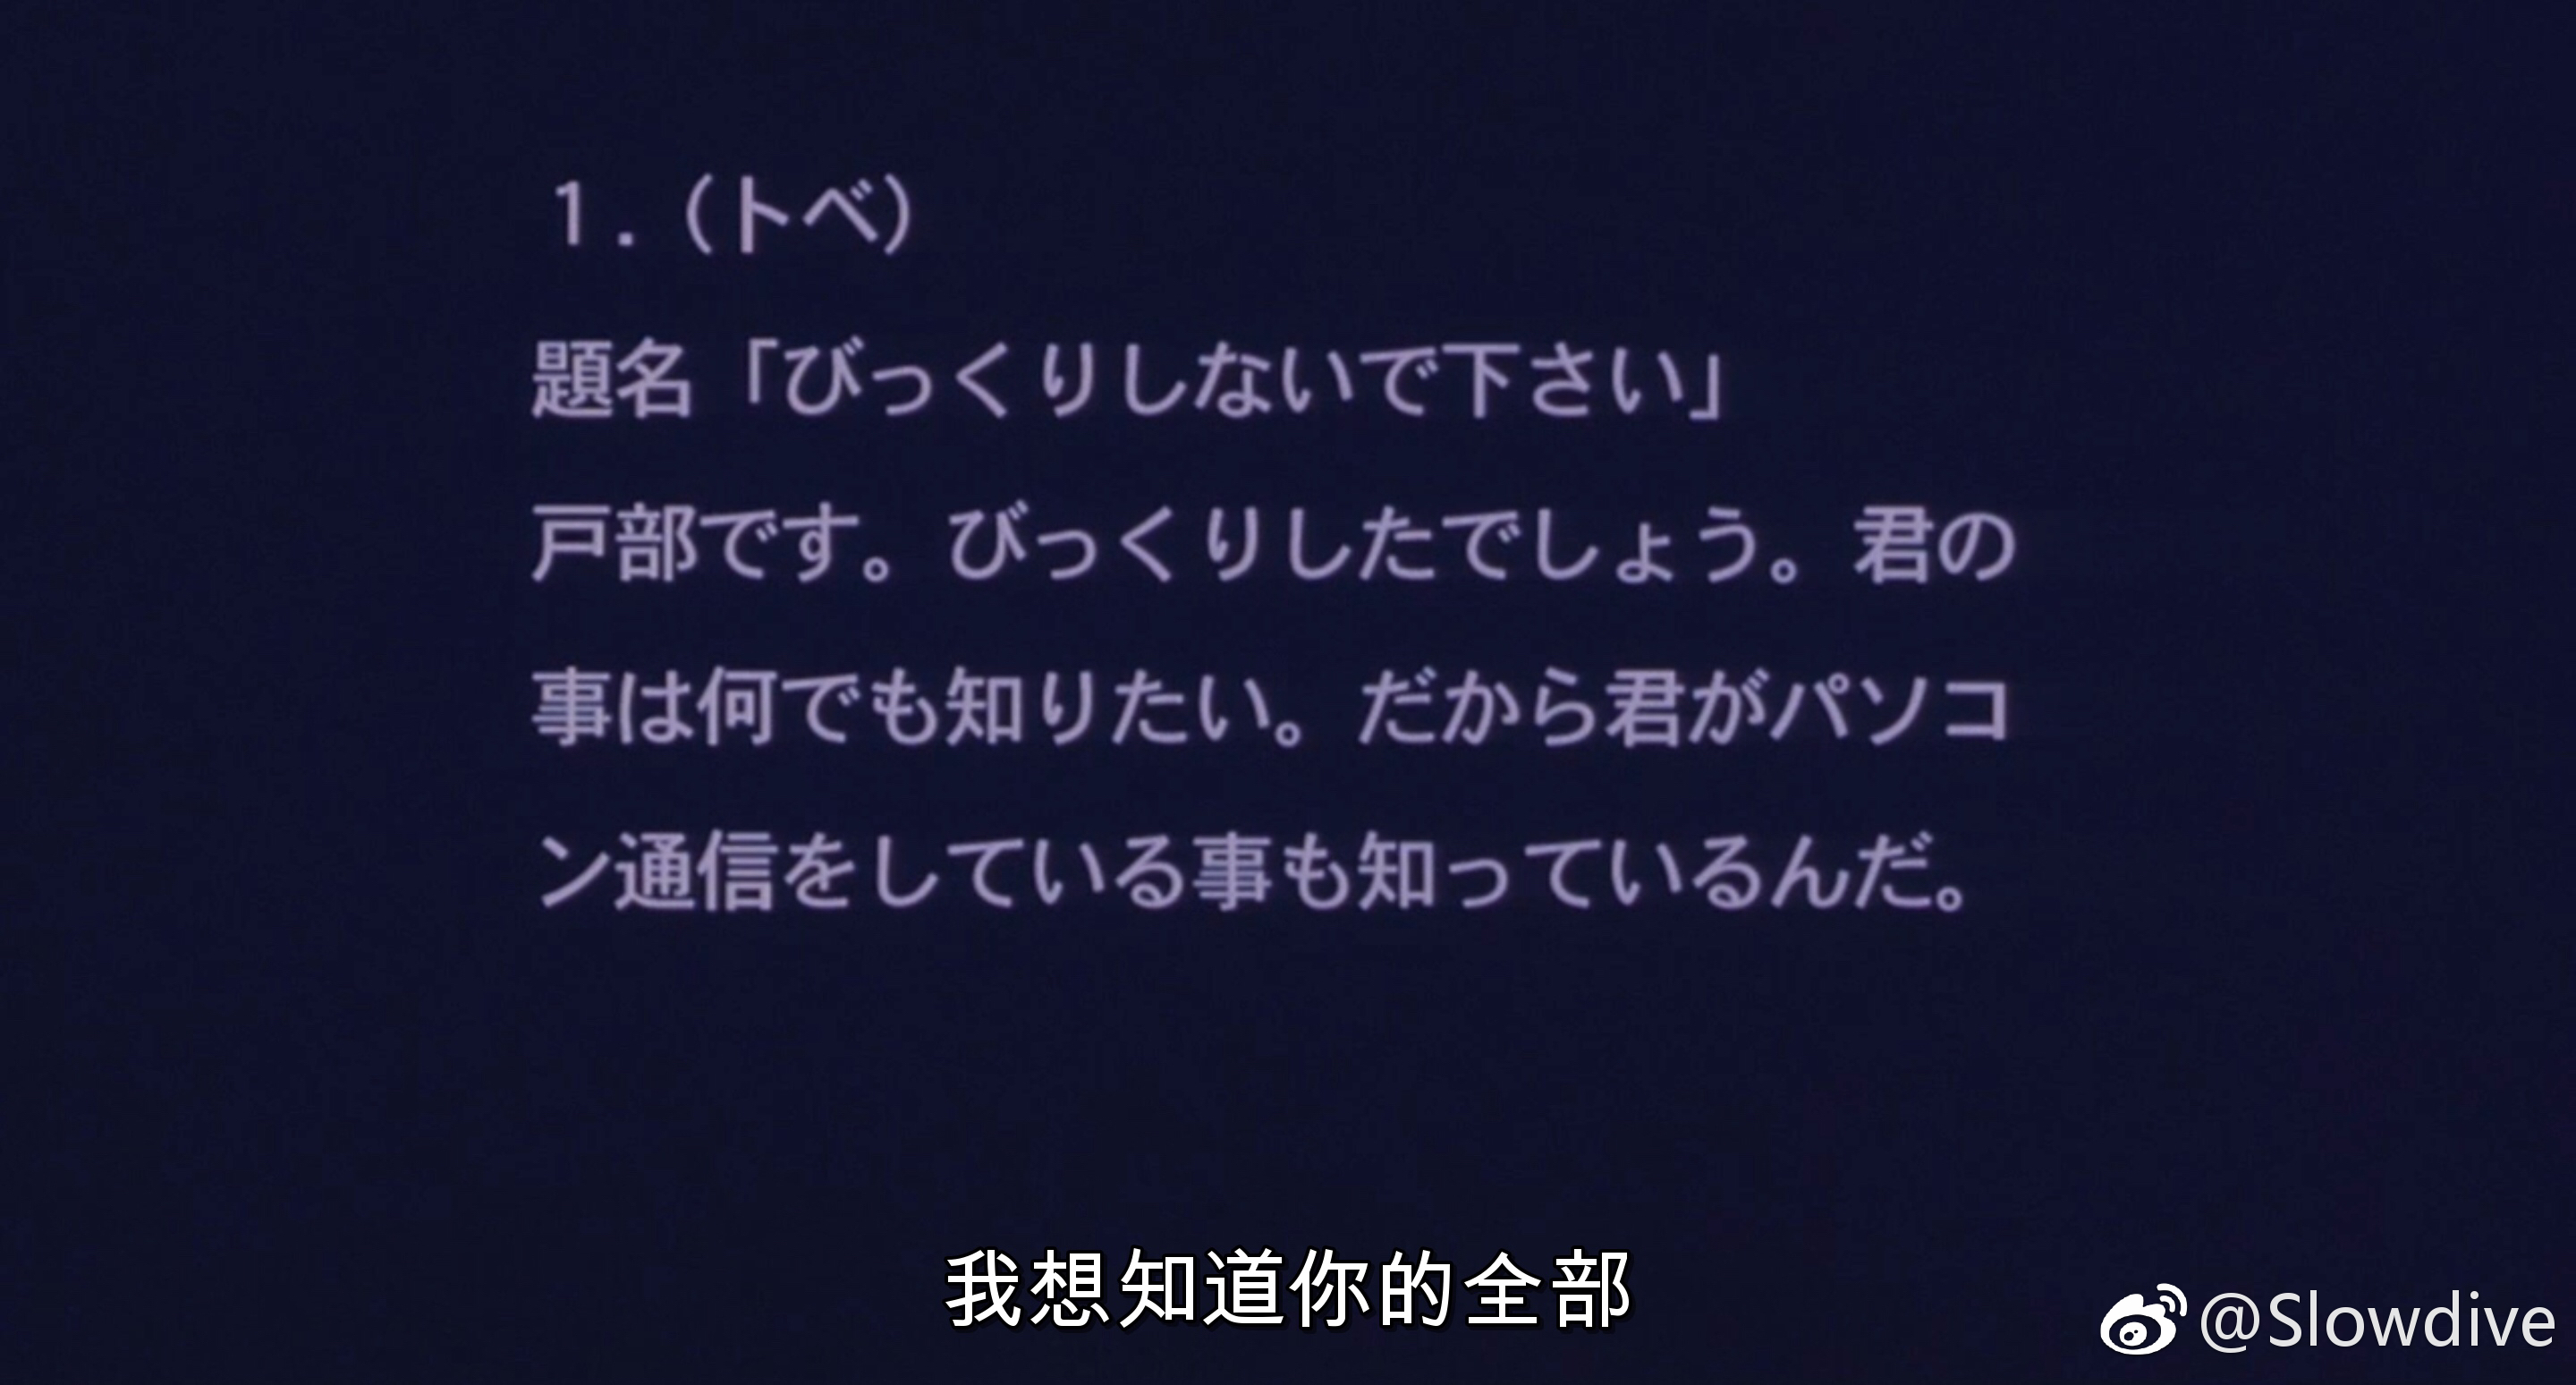 1.（トベ）
題名「びっくりしないで下さい」
戸部です。びっくりしたでしょう。君の
事は何でも知りたい。だから君がパソコ
ン通信をしている事も知っているんだ。
我想知道你的全部
@Slowdive